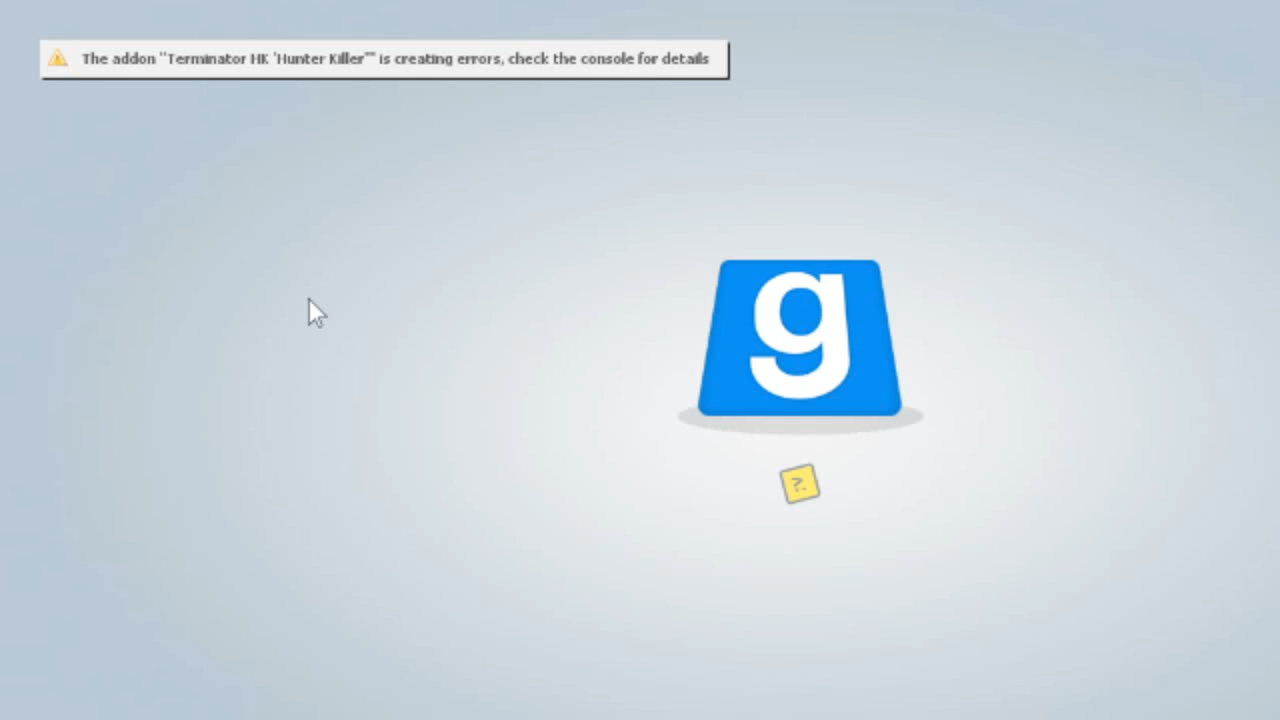 The addon "Terminator HK 'Hunter Killer'" is creating errors, check the console for details
g
?